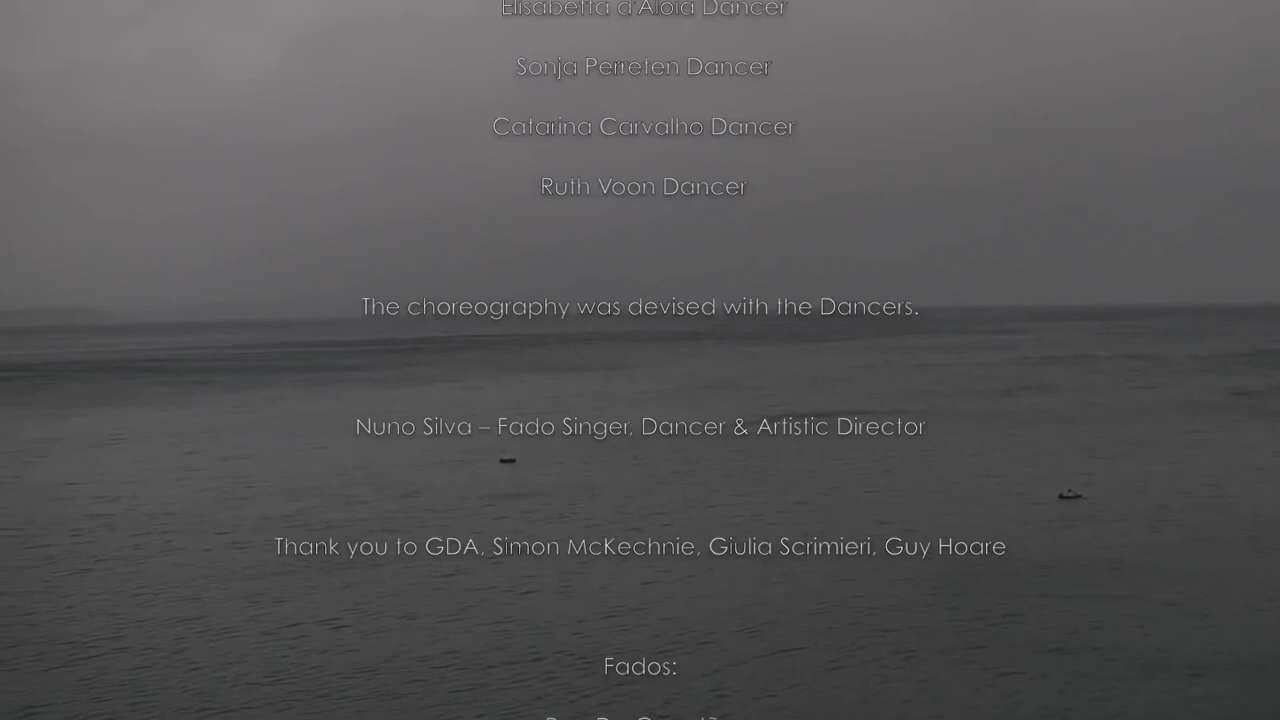 Elisabetta d'Aloia Dancer
Sonja Perreten Dancer
Catarina Carvalho Dancer
Ruth Voon Dancer
The choreography was devised with the Dancers.
Nuno Silva – Fado Singer, Dancer & Artistic Director
Thank you to GDA, Simon McKechnie, Giulia Scrimieri, Guy Hoare
Fados: